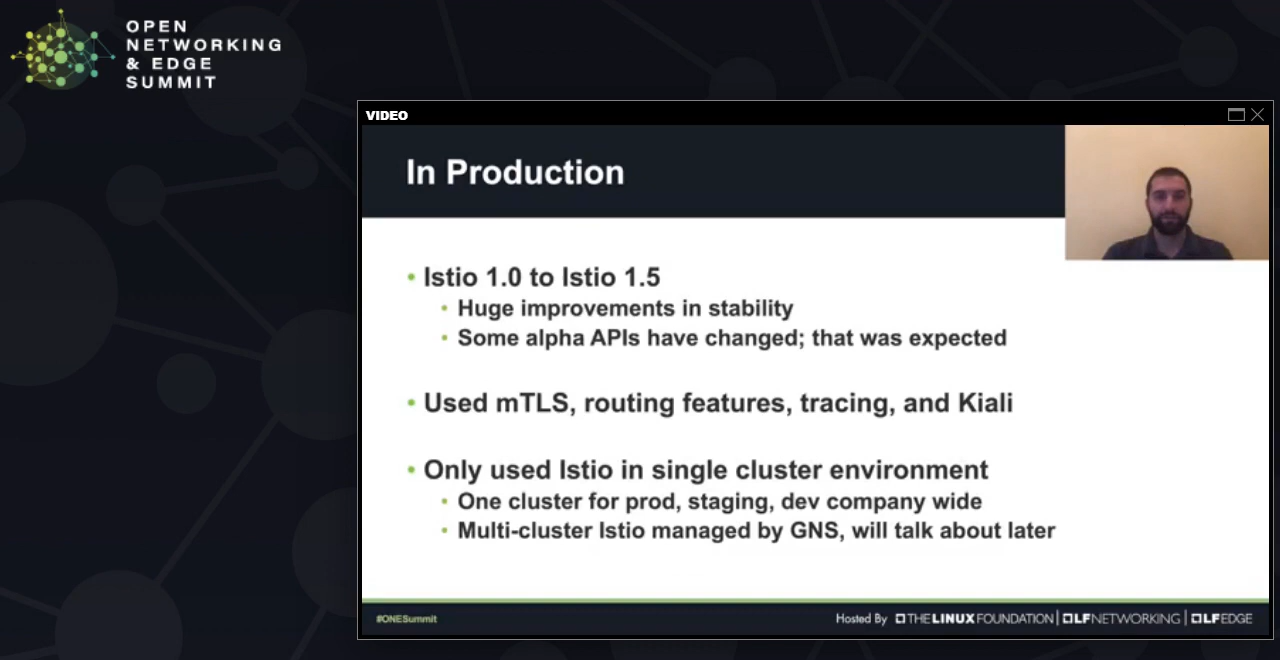 OPEN
NETWORKING
& EDGE
SUMMIT
VIDEO
In Production
• Istio 1.0 to Istio 1.5
• Huge improvements in stability
• Some alpha APIs have changed; that was expected
• Used mTLS, routing features, tracing, and Kiali
• Only used Istio in single cluster environment
• One cluster for prod, staging, dev company wide
• Multi-cluster Istio managed by GNS, will talk about later
#ONESummit
Hosted By THE LINUX FOUNDATION | LFNETWORKING | LFEDGE